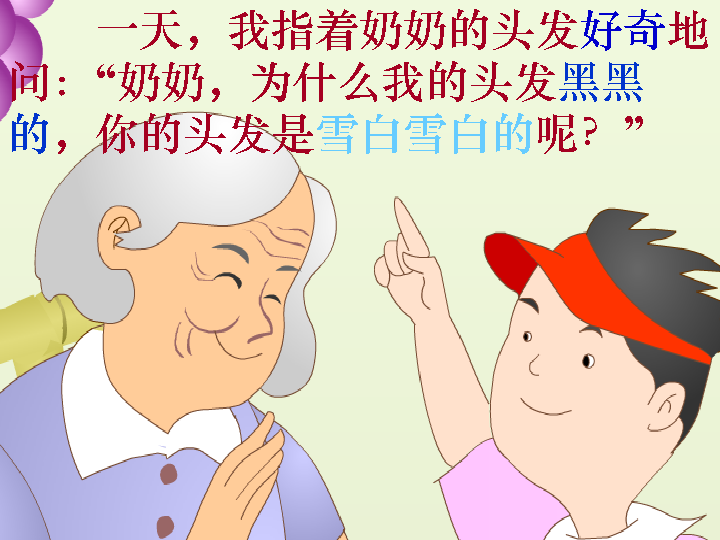 一天，我指着奶奶的头发好奇地
问：“奶奶，为什么我的头发黑黑
的，你的头发是雪白雪白的呢？”